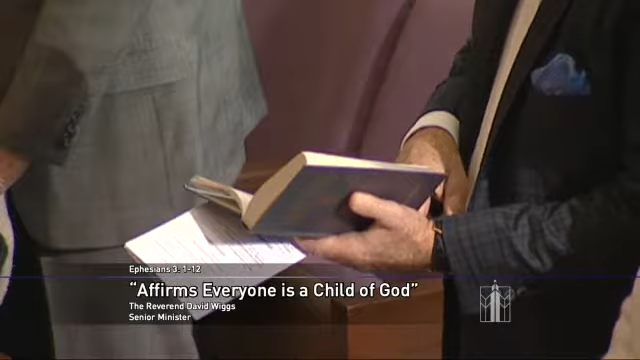 Ephesians 3: 1-12
“Affirms Everyone is a Child of God”
The Reverend David Wiggs
Senior Minister